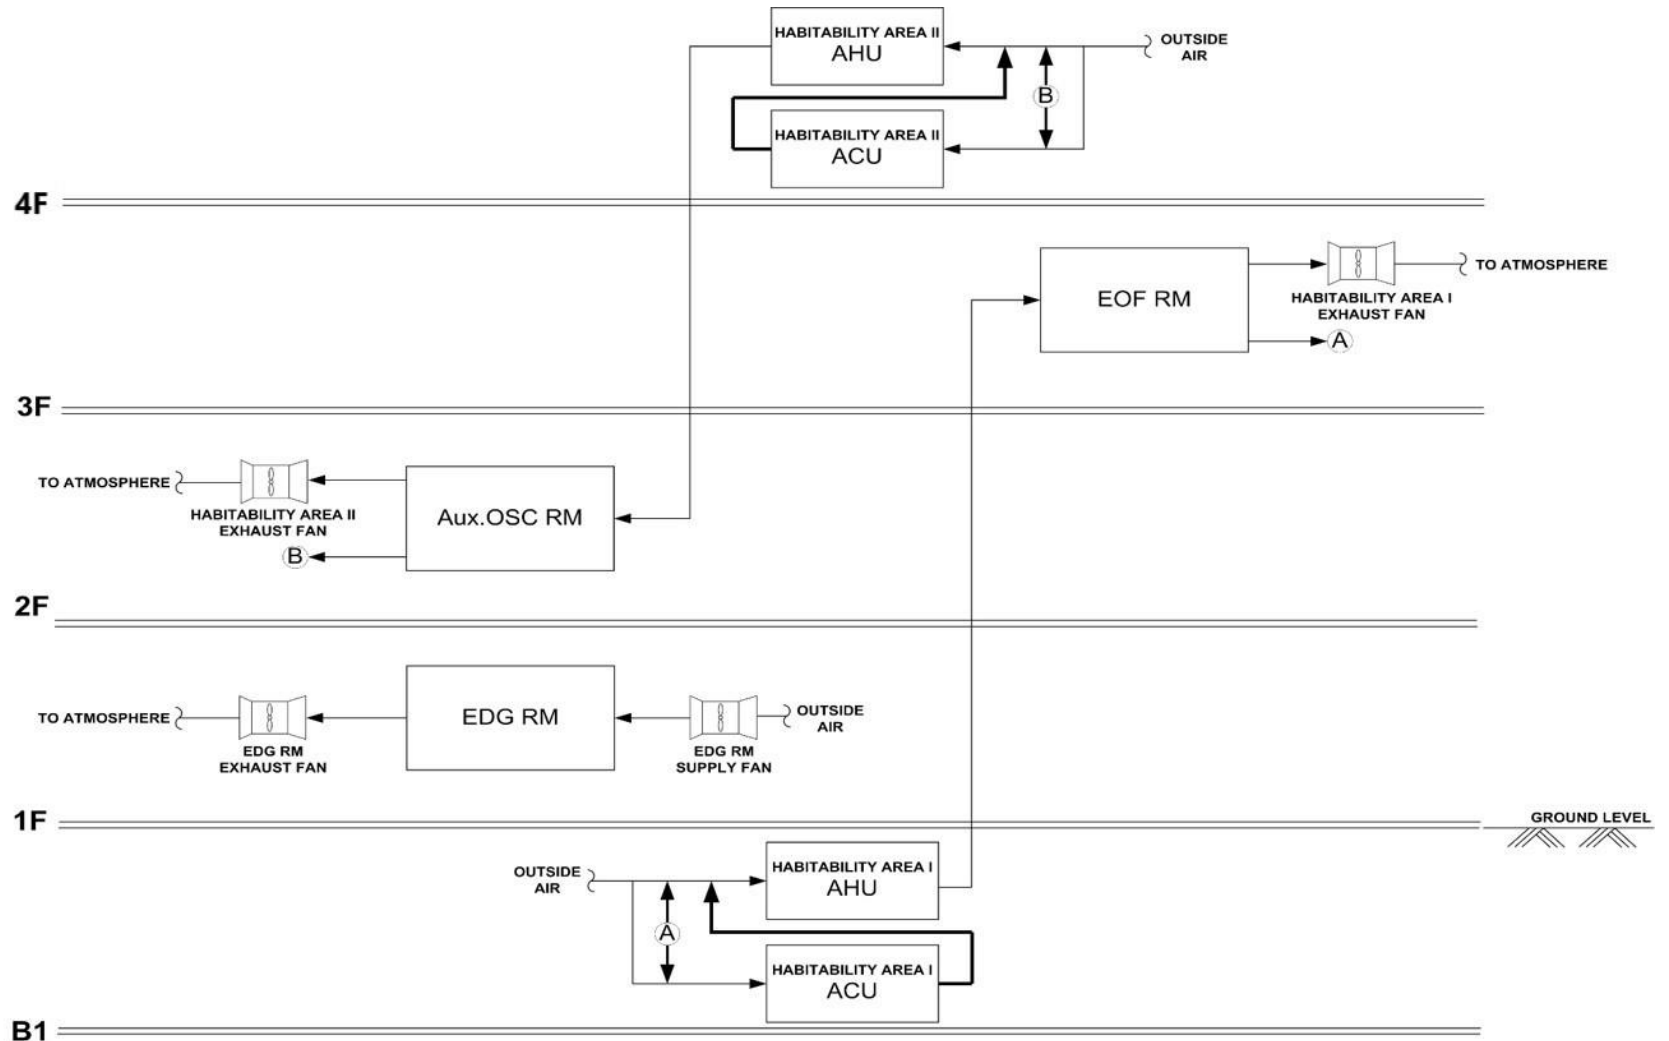 HABITABILITY AREA II
AHU
OUTSIDE
AIR
B
HABITABILITY AREA II
ACU
4F
EOF RM
TO ATMOSPHERE
HABITABILITY AREA I
EXHAUST FAN
A
3F
TO ATMOSPHERE
HABITABILITY AREA II
EXHAUST FAN
Aux.OSC RM
B
2F
TO ATMOSPHERE
EDG RM
EXHAUST FAN
EDG RM
EDG RM
SUPPLY FAN
OUTSIDE
AIR
1F
GROUND LEVEL
OUTSIDE
AIR
HABITABILITY AREA I
AHU
A
HABITABILITY AREA I
ACU
B1